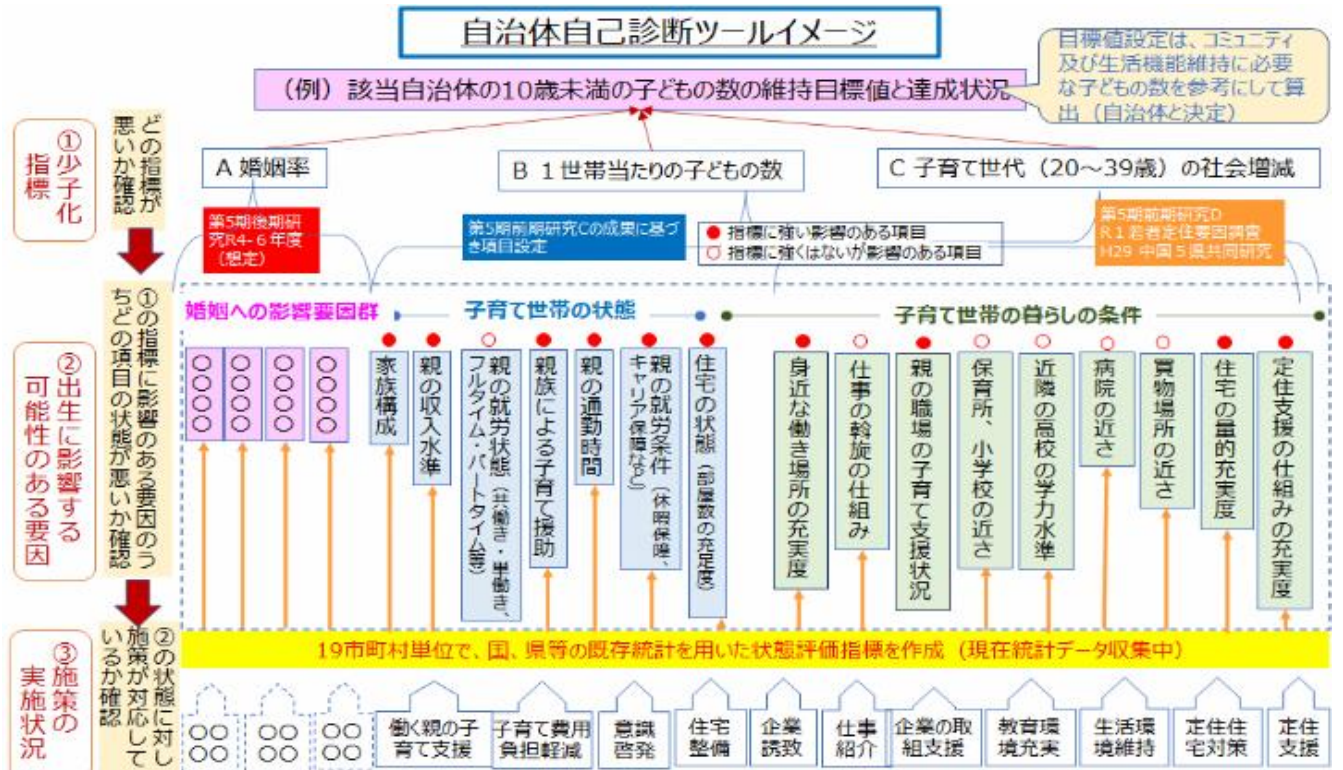 自治体自己診断ツールイメージ
目標値設定は、コミュニティ
及び生活機能維持に必要
な子どもの数を参考にして算
出（自治体と決定）
（例）該当自治体の10歳未満の子どもの数の維持目標値と達成状況
①少子化
指標
どの指標が
悪いか確認
A 婚姻率
B 1世帯当たりの子どもの数
C 子育て世代（20～39歳）の社会増減
第5期後期研
究R4-6年度
（想定）
第5期前期研究Cの成果に基づ
き項目設定
● 指標に強い影響のある項目
○ 指標に強くはないが影響のある項目
第5期前期研究D
R1若者定住要因調査
H29 中国5県共同研究
②出生に影響する
可能性のある要因
①の指標に影響のある要因のう
ちどの項目の状態が悪いか確認
婚姻への影響要因群
子育て世帯の状態
子育て世帯の暮らしの条件
○○○○
○○○○
○○○○
○○○○
家族構成
親の収入水準
親の就労状態（共働き・単働き、
フルタイム・パートタイム等）
親族による子育て援助
親の通勤時間
親の就労条件（休暇保障、
キャリア保障など）
住宅の状態（部屋数の充足度）
身近な働き場所の充実度
仕事の斡旋の仕組み
親の職場の子育て支援状況
保育所、小学校の近さ
近隣の高校の学力水準
病院の近さ
買物場所の近さ
住宅の量的充実度
定住支援の仕組みの充実度
19市町村単位で、国、県等の既存統計を用いた状態評価指標を作成（現在統計データ収集中）
③施策の
実施状況
②の状態に対し
施策が対応して
いるか確認
○○
○○
○○
○○
○○
○○
働く親の子
育て支援
子育て費用
負担軽減
意識
啓発
住宅
整備
企業
誘致
仕事
紹介
企業の取
組支援
教育環
境充実
生活環
境維持
定住住
宅対策
定住
支援